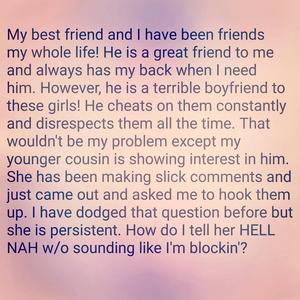 My best friend and I have been friends
my whole life! He is a great friend to me
and always has my back when I need
him. However, he is a terrible boyfriend to
these girls! He cheats on them constantly
and disrespects them all the time. That
wouldn't be my problem except my
younger cousin is showing interest in him.
She has been making slick comments and
just came out and asked me to hook them
up. I have dodged that question before but
she is persistent. How do I tell her HELL
NAH w/o sounding like I'm blockin'?